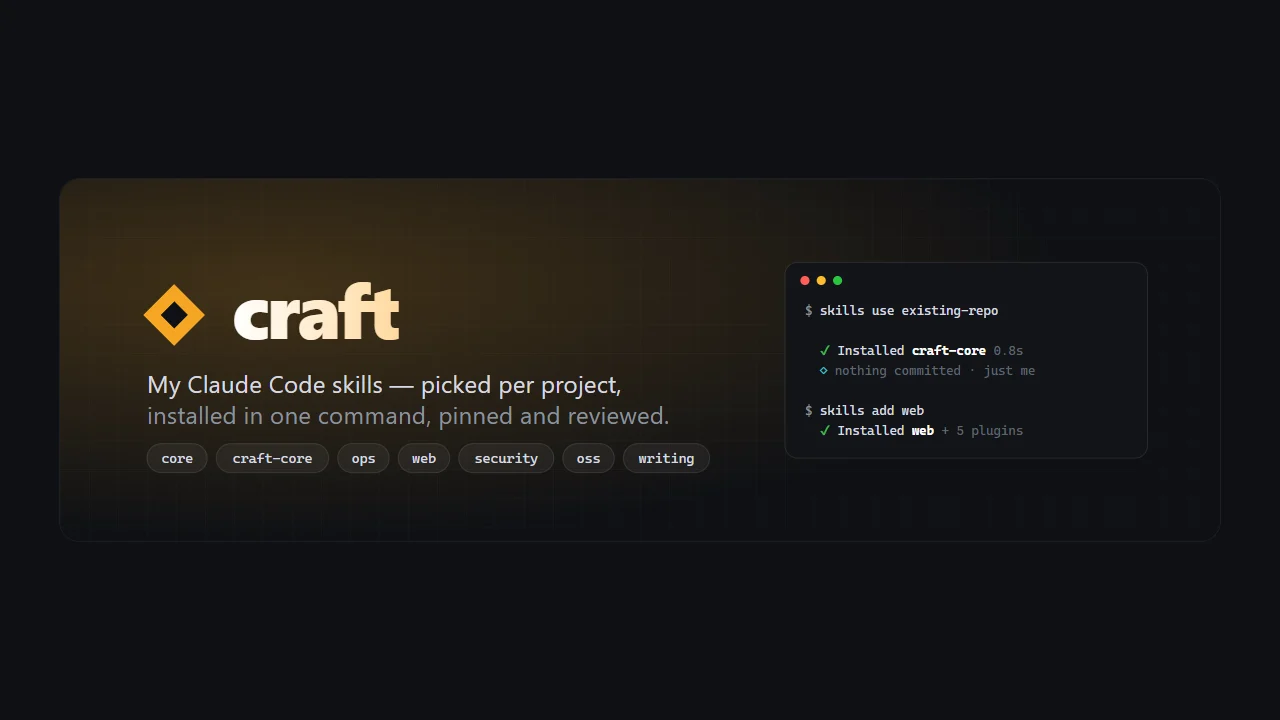 craft
My Claude Code skills — picked per project,
installed in one command, pinned and reviewed.
core craft-core ops web security oss writing
$ skills use existing-repo
✓ Installed craft-core 0.8s
◇ nothing committed · just me
$ skills add web
✓ Installed web + 5 plugins